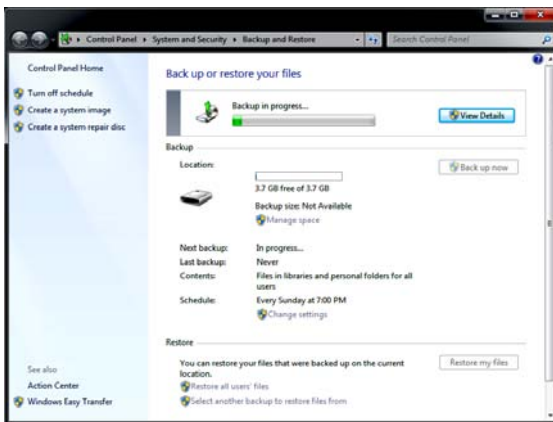 Control Panel ▸ System and Security ▸ Backup and Restore
Search Control Panel
Control Panel Home
Turn off schedule
Create a system image
Create a system repair disc
See also
Action Center
Windows Easy Transfer
Back up or restore your files
Backup in progress...
View Details
Backup
Location:
Back up now
3.7 GB free of 3.7 GB
Backup size: Not Available
Manage space
Next backup: In progress...
Last backup: Never
Contents: Files in libraries and personal folders for all
users
Schedule: Every Sunday at 7:00 PM
Change settings
Restore
You can restore your files that were backed up on the current
location.
Restore my files
Restore all users' files
Select another backup to restore files from